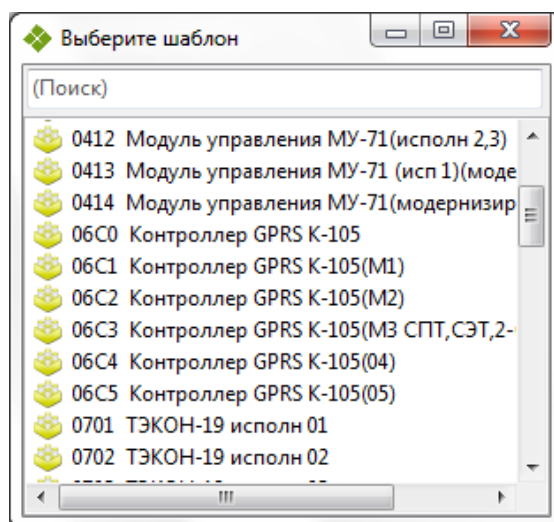 Выберите шаблон
(Поиск)
0412 Модуль управления МУ-71(исполн 2,3)
0413 Модуль управления МУ-71 (исп 1)(моде
0414 Модуль управления МУ-71(модернизир
06C0 Контроллер GPRS К-105
06C1 Контроллер GPRS К-105(М1)
06C2 Контроллер GPRS К-105(М2)
06C3 Контроллер GPRS К-105(М3 СПТ,СЭТ,2-
06C4 Контроллер GPRS К-105(04)
06C5 Контроллер GPRS К-105(05)
0701 ТЭКОН-19 исполн 01
0702 ТЭКОН-19 исполн 02